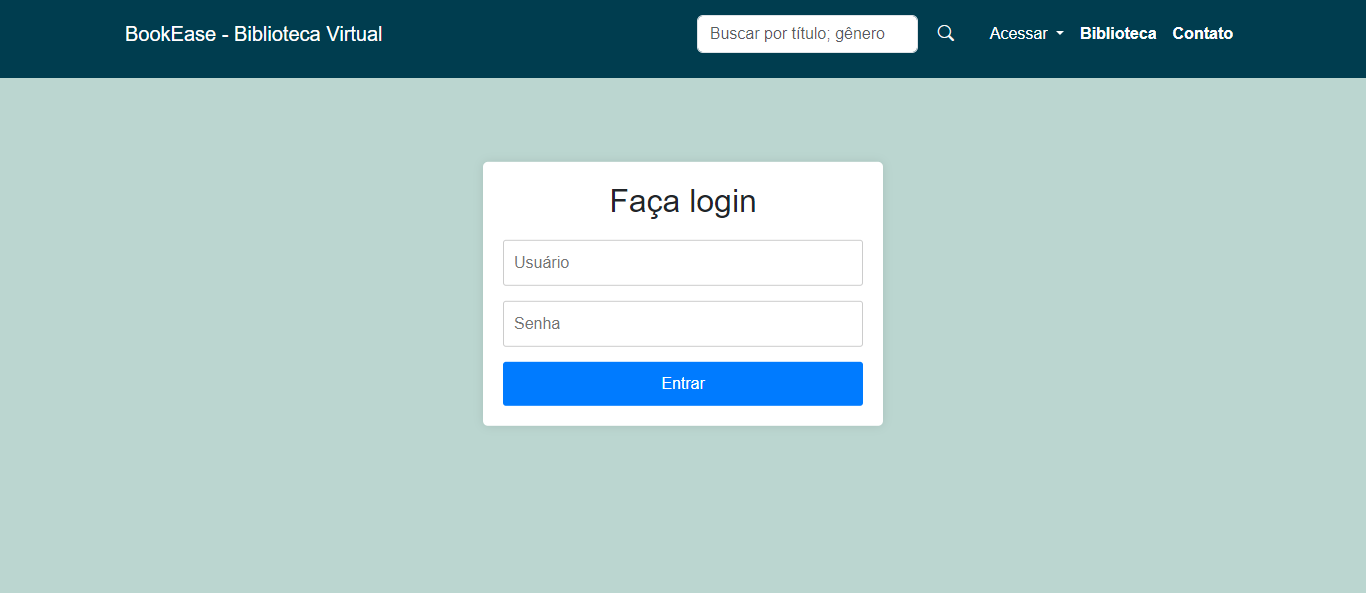 BookEase - Biblioteca Virtual
Buscar por título; gênero
Acessar
Biblioteca
Contato
Faça login
Usuário
Senha
Entrar